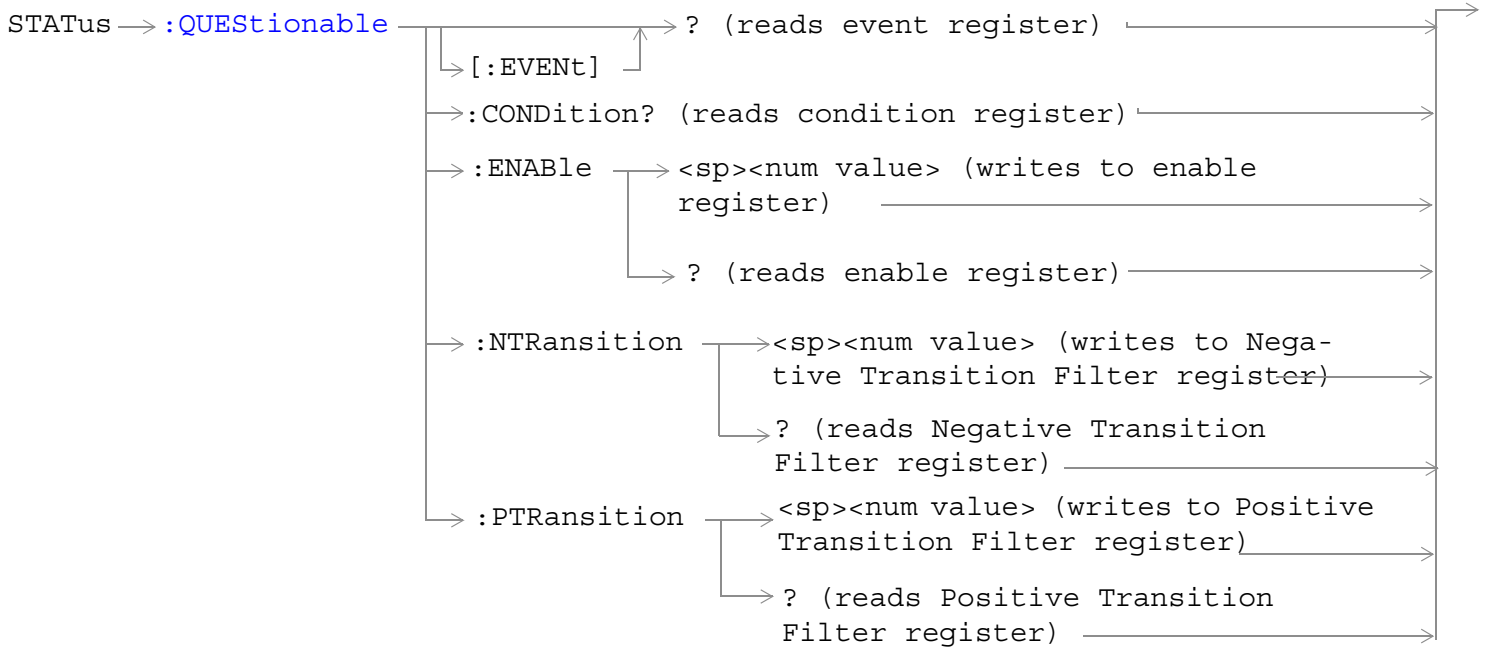 STATus :QUEStionable ? (reads event register)
[:EVENt]
:CONDition? (reads condition register)
:ENABle <sp><num value> (writes to enable
register)
? (reads enable register)
:NTRansition <sp><num value> (writes to Nega-
tive Transition Filter register)
? (reads Negative Transition
Filter register)
:PTRansition <sp><num value> (writes to Positive
Transition Filter register)
? (reads Positive Transition
Filter register)